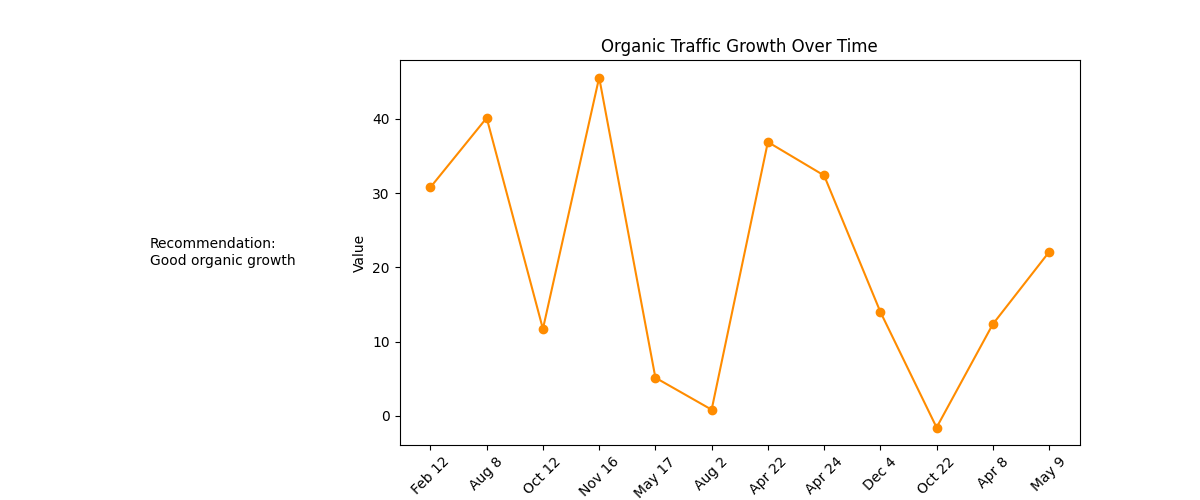 Organic Traffic Growth Over Time
Recommendation:
Good organic growth
Value
40
30
20
10
0
Feb 12
Aug 8
Oct 12
Nov 16
May 17
Aug 2
Apr 22
Apr 24
Dec 4
Oct 22
Apr 8
May 9